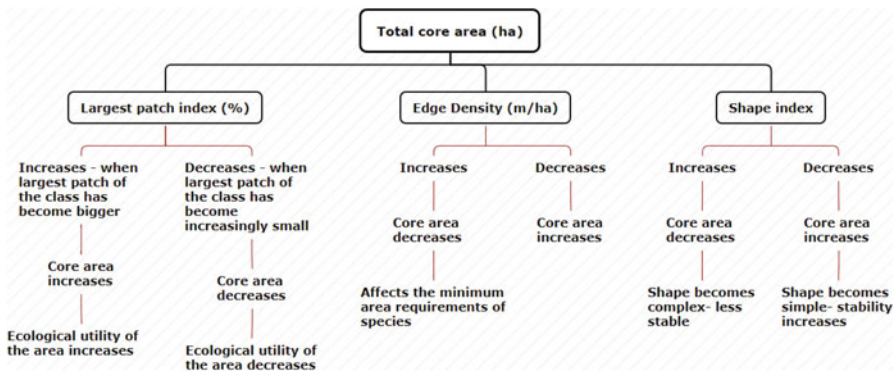 Total core area (ha)
Largest patch index (%)
Edge Density (m/ha)
Shape index
Increases - when
largest patch of
the class has
become bigger
Core area
increases
Ecological utility of
the area increases
Decreases - when
largest patch of
the class has
become
increasingly small
Core area
decreases
Ecological utility of
the area decreases
Increases
Core area
decreases
Affects the minimum
area requirements of
species
Decreases
Core area
increases
Increases
Core area
decreases
Shape becomes
complex- less
stable
Decreases
Core area
increases
Shape becomes
simple- stability
increases